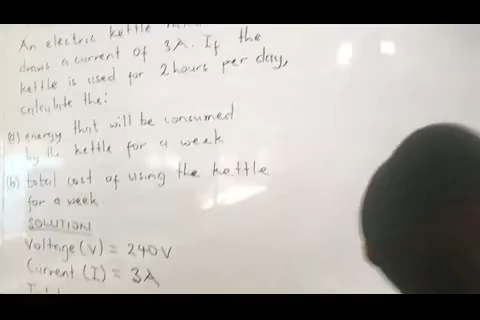 An electric kettle
draws a current of 3A. If the
kettle is used for 2 hours per day,
calculate the:
(a) energy that will be consumed
by the kettle for a week
(b) total cost of using the kettle
for a week
SOLUTION
Voltage (V) = 240V
Current (I) = 3A